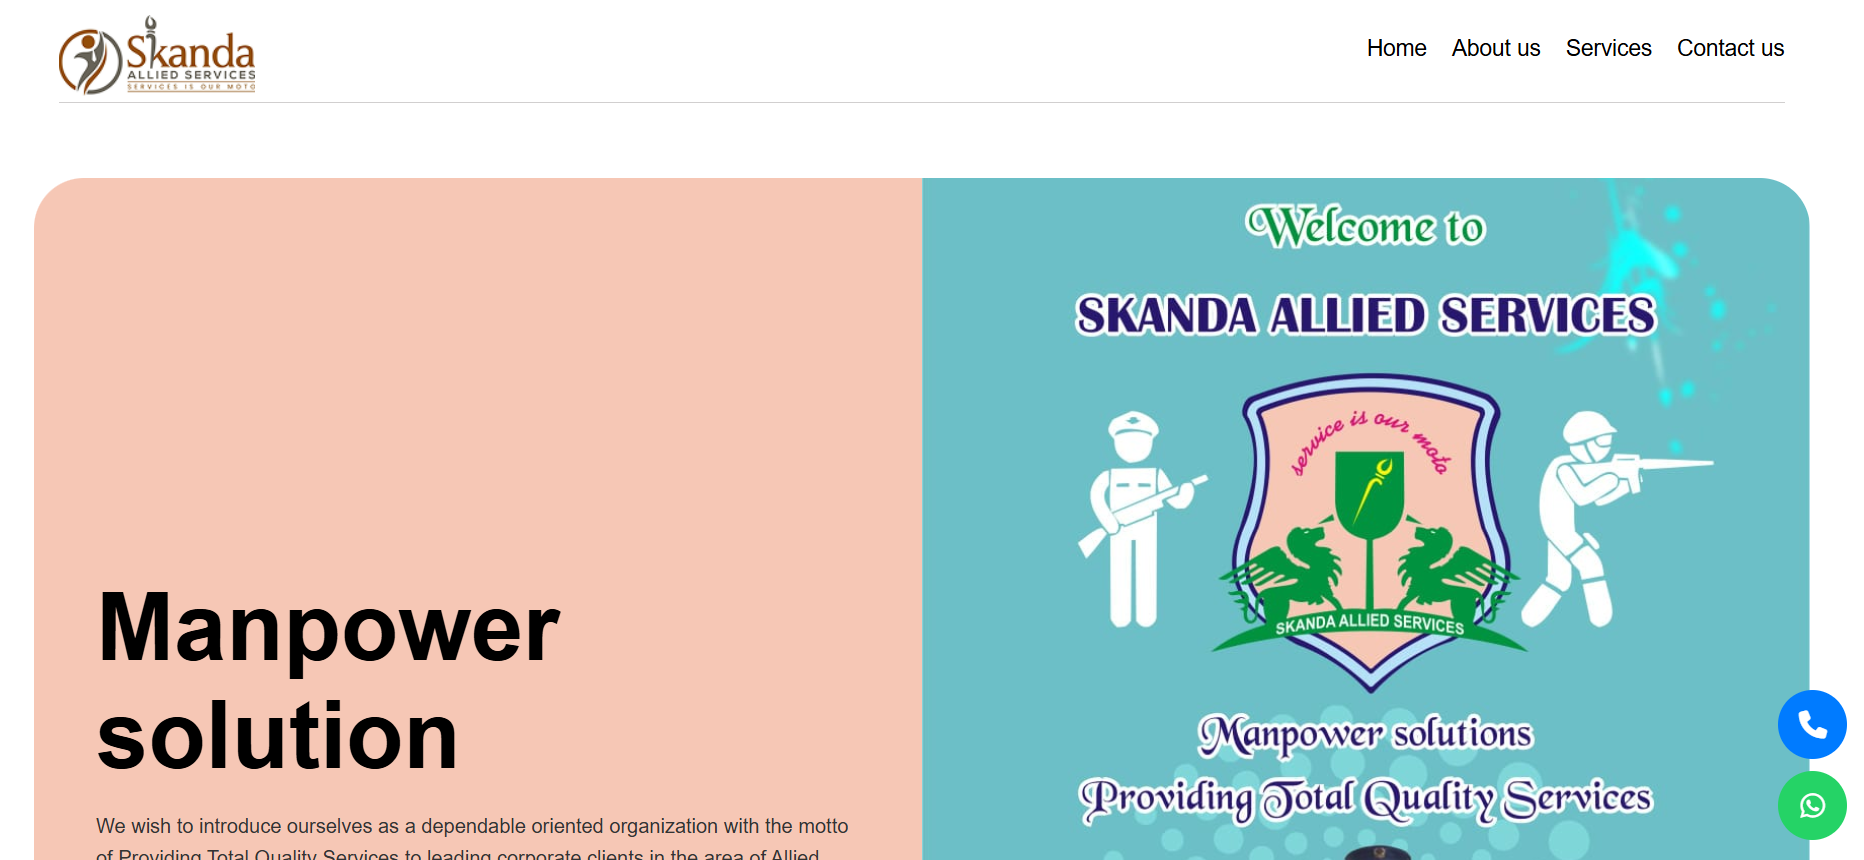 Skanda
ALLIED SERVICES
SERVICES IS OUR MOTO
Home About us Services Contact us
Welcome to
SKANDA ALLIED SERVICES
service is our moto
SKANDA ALLIED SERVICES
Manpower solutions
Providing Total Quality Services
Manpower
solution
We wish to introduce ourselves as a dependable oriented organization with the motto
of Providing Total Quality Services to leading corporate clients in the area of Allied